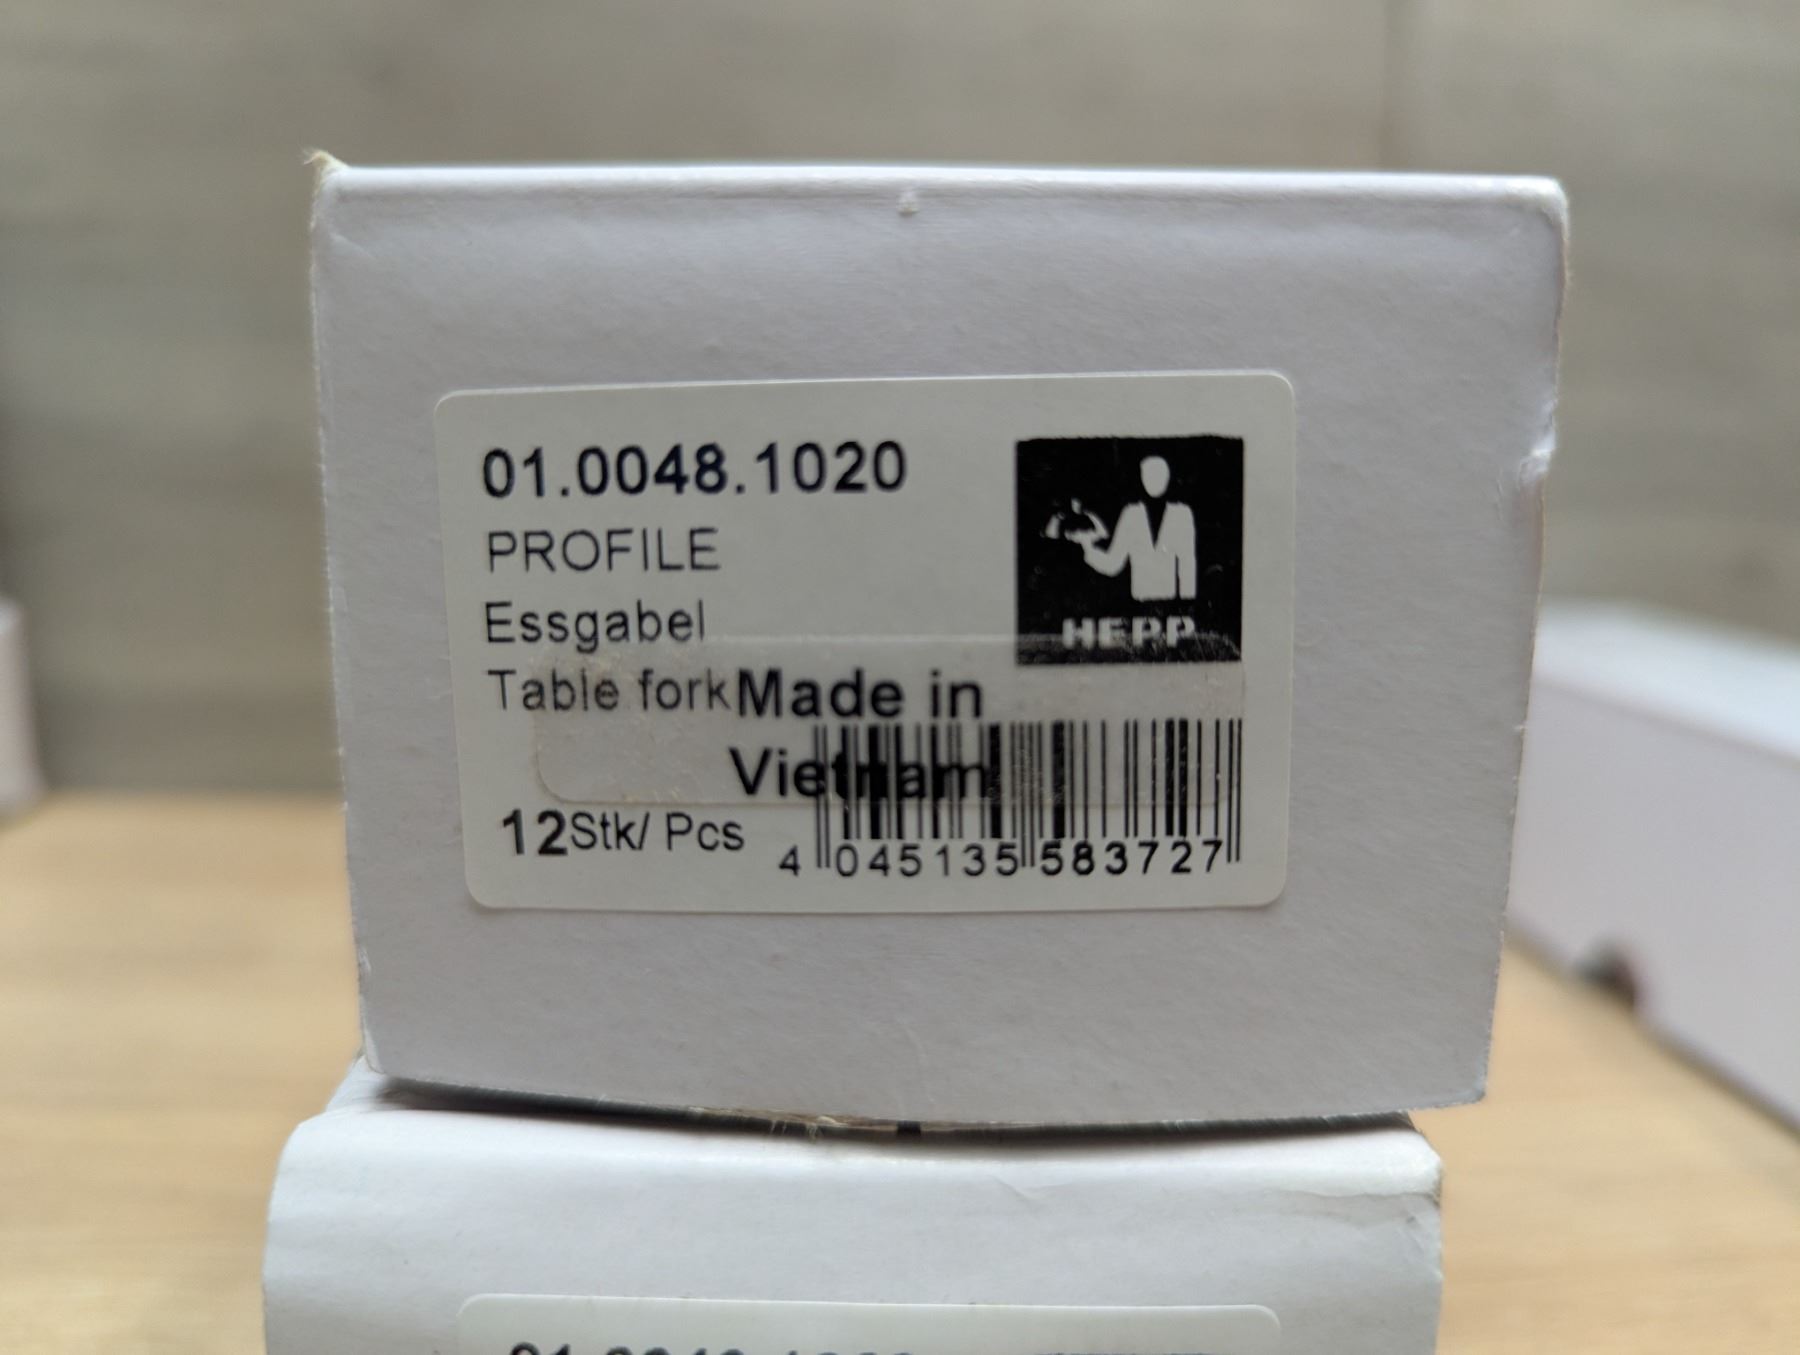 01.0048.1020
PROFILE
Essgabel
Table fork
HEPP
Made in
Vietnam
12Stk/ Pcs
4 045135 583727